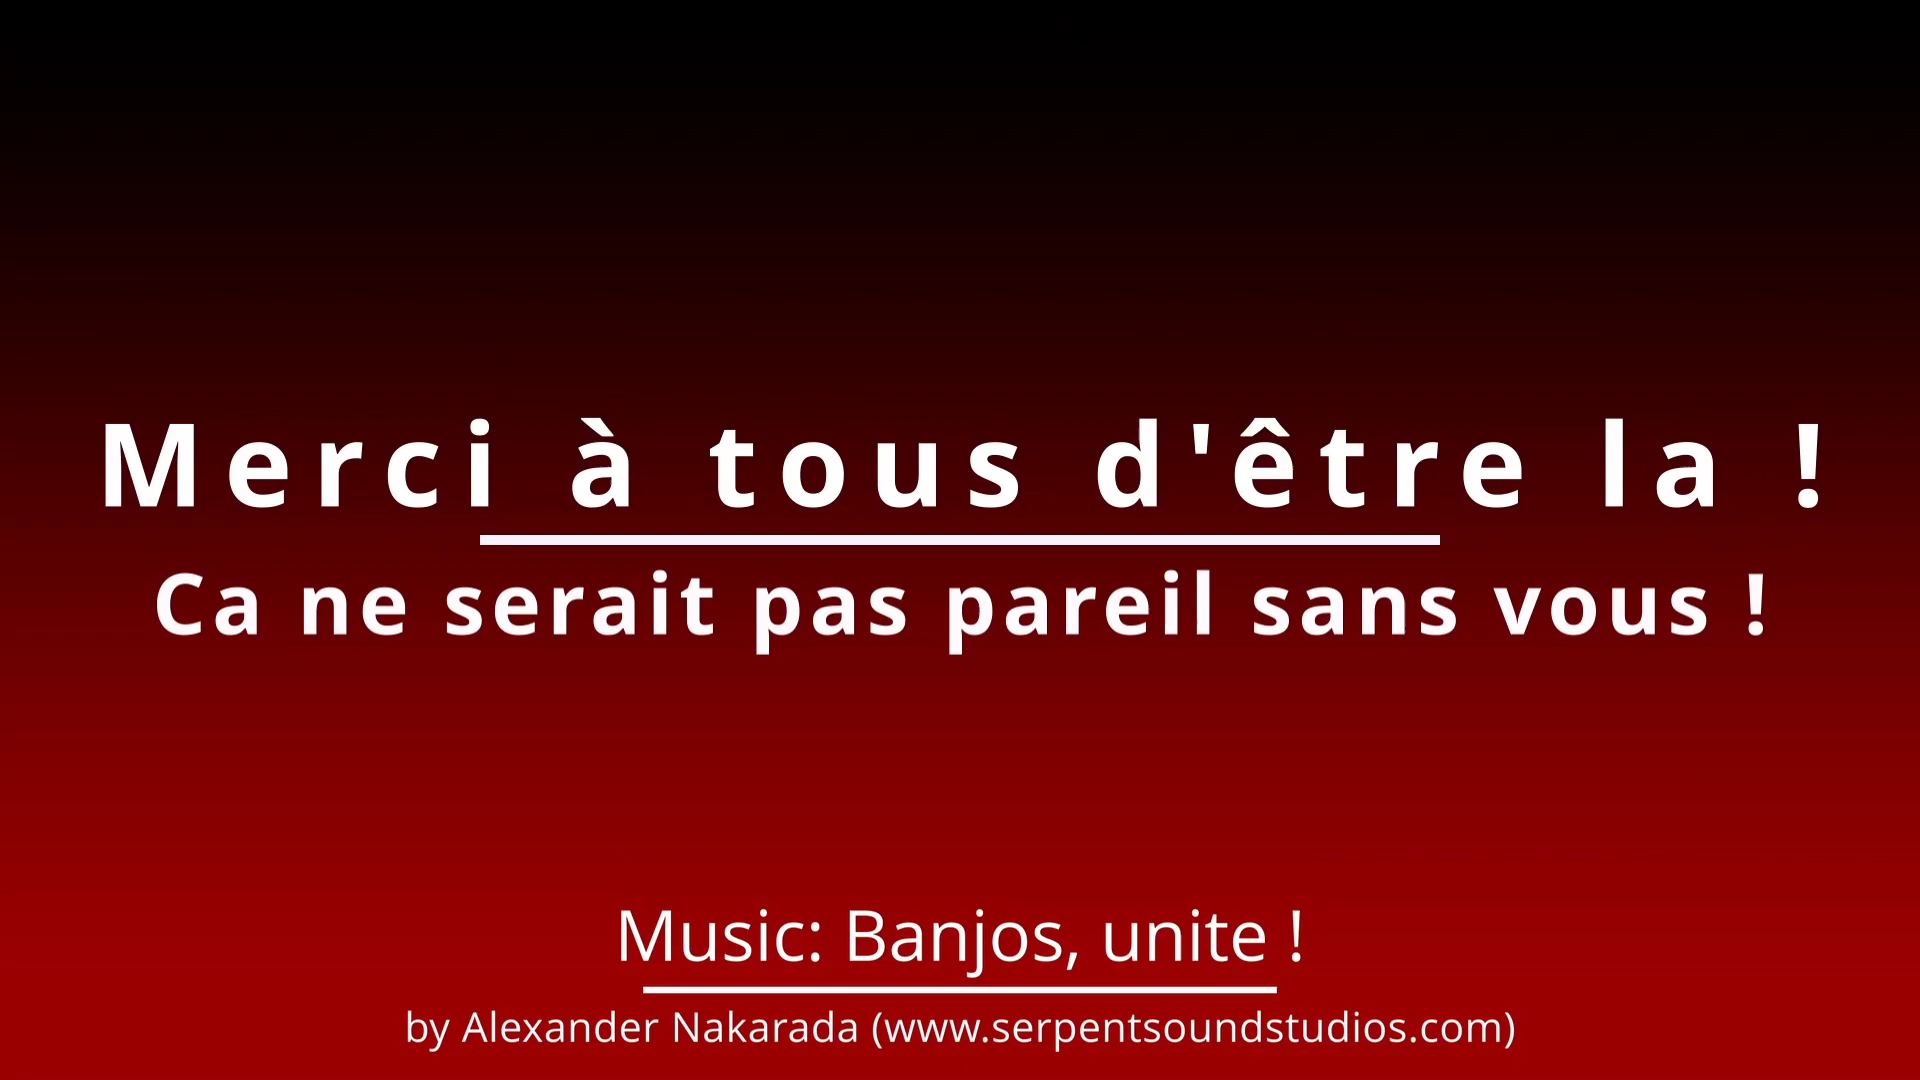 Merci à tous d'être la !
Ca ne serait pas pareil sans vous !
Music: Banjos, unite !
by Alexander Nakarada (www.serpentsoundstudios.com)